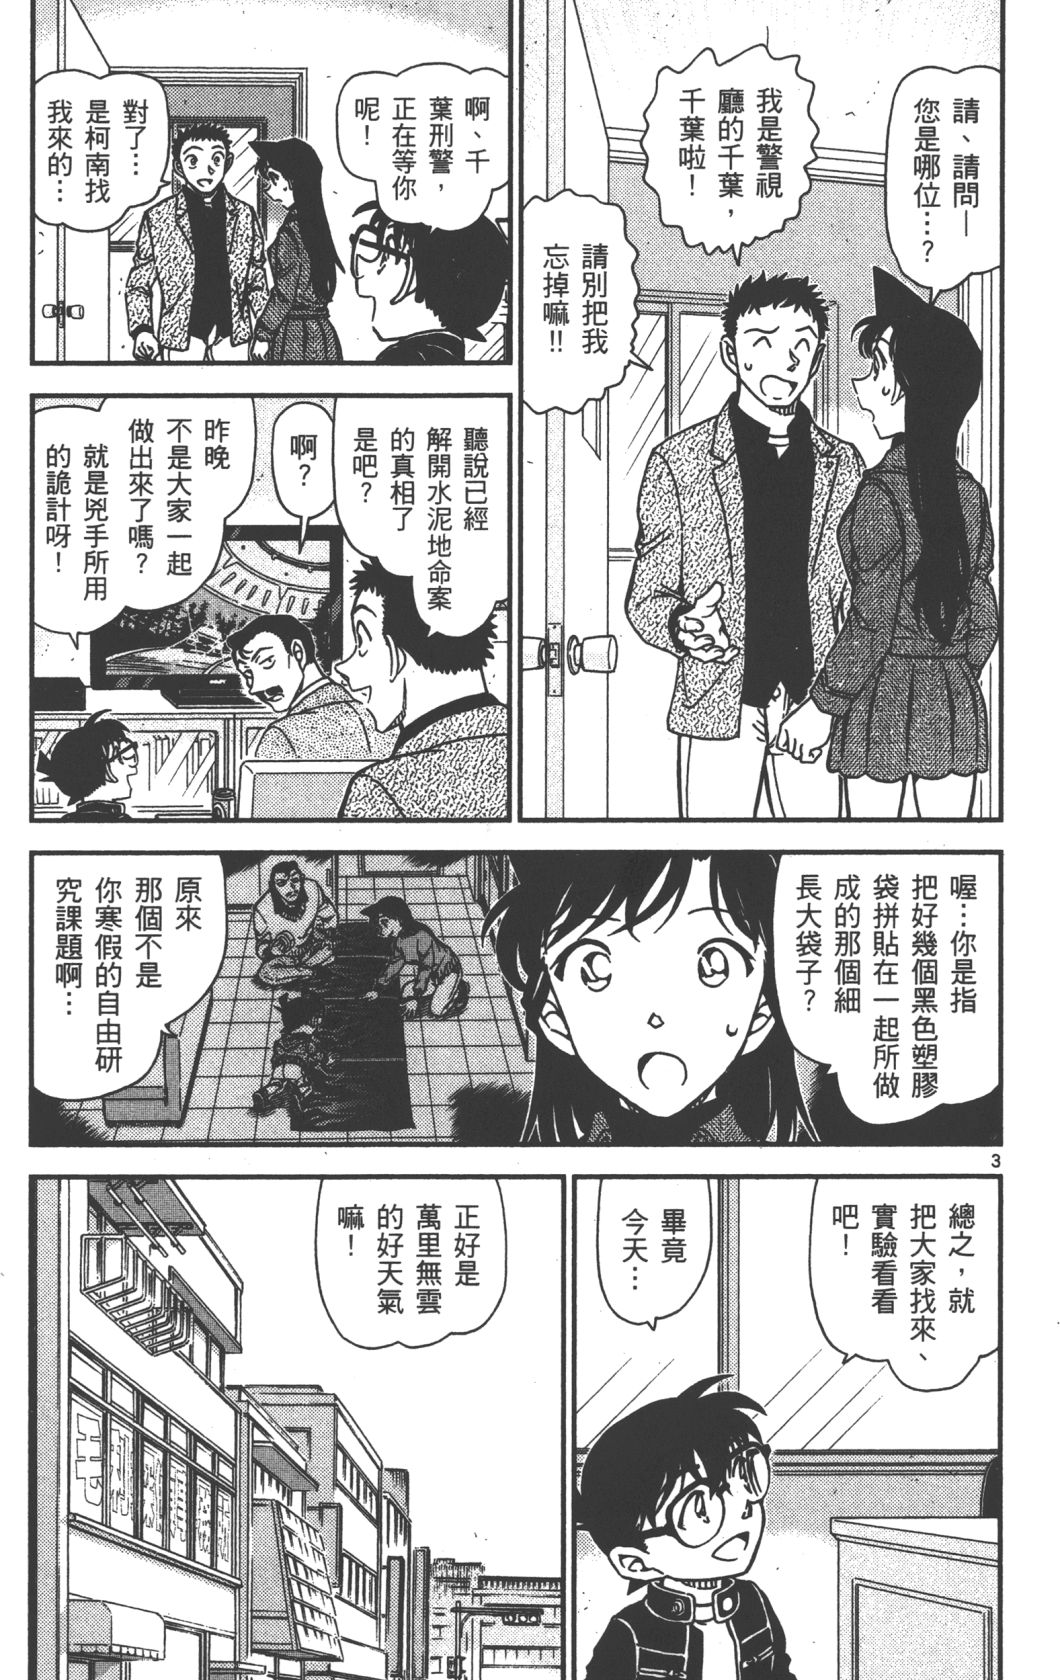 請、請問—
您是哪位…?
我是警視
廳的千葉，
千葉啦！
請別把我
忘掉嘛!!
啊、千
葉刑警，
正在等你
呢！
對了…
是柯南找
我來的…
聽說已經
解開水泥地命案
的真相了
是吧？
啊？
昨晚
不是大家一起
做出來了嗎？
就是兇手所用
的詭計呀！
喔…你是指
把好幾個黑色塑膠
袋拼貼在一起所做
成的那個細
長大袋子？
原來
那個不是
你寒假的自由研
究課題啊…
3
總之，就
把大家找來、
實驗看看
吧！
畢竟
今天…
正好是
萬里無雲
的好天氣
嘛！